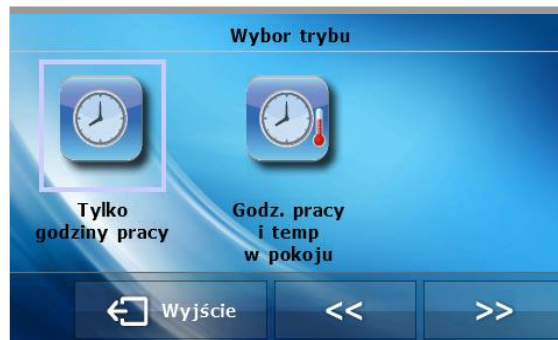 Wybor trybu
Tylko
godziny pracy
Godz. pracy
i temp
w pokoju
Wyjście
<<
>>